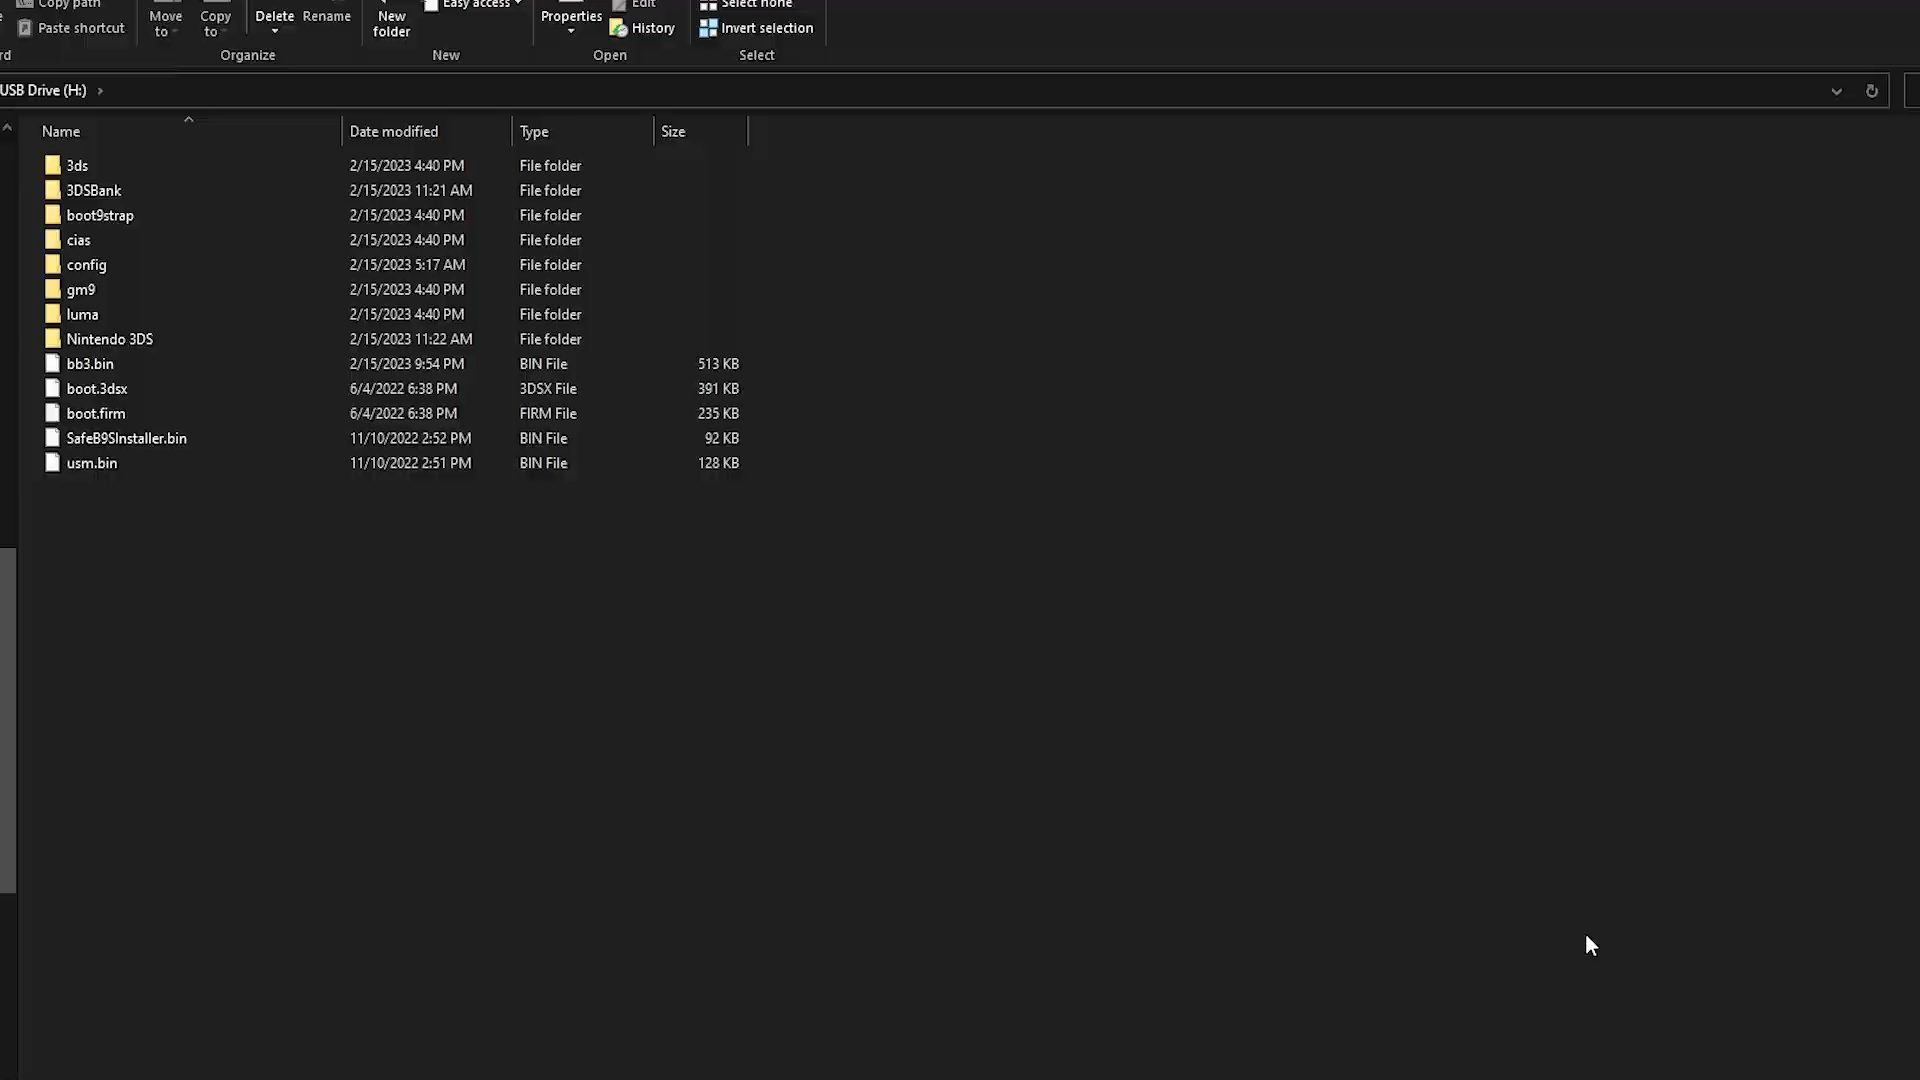 Copy path Easy access Edit Select none
Move to Copy to Delete Rename New folder Properties
Paste shortcut History Invert selection
rd Organize New Open Select
USB Drive (H:)
Name Date modified Type Size
3ds 2/15/2023 4:40 PM File folder
3DSBank 2/15/2023 11:21 AM File folder
boot9strap 2/15/2023 4:40 PM File folder
cias 2/15/2023 4:40 PM File folder
config 2/15/2023 5:17 AM File folder
gm9 2/15/2023 4:40 PM File folder
luma 2/15/2023 4:40 PM File folder
Nintendo 3DS 2/15/2023 11:22 AM File folder
bb3.bin 2/15/2023 9:54 PM BIN File 513 KB
boot.3dsx 6/4/2022 6:38 PM 3DSX File 391 KB
boot.firm 6/4/2022 6:38 PM FIRM File 235 KB
SafeB9SInstaller.bin 11/10/2022 2:52 PM BIN File 92 KB
usm.bin 11/10/2022 2:51 PM BIN File 128 KB